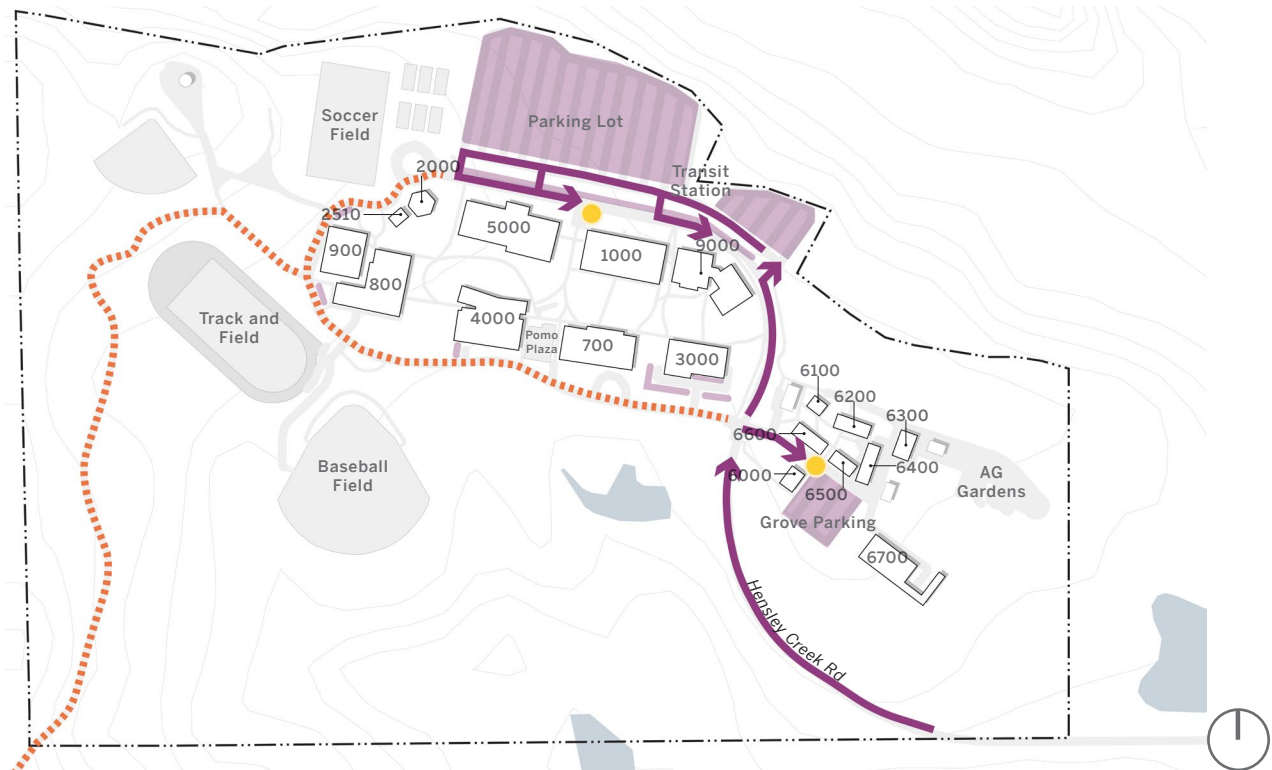 Soccer
Field
Parking Lot
2000
Transit
Station
2510
5000
900
1000
9000
800
Track and
Field
4000
Pomo
Plaza
700
3000
6100
6200
6300
6600
6400
Baseball
Field
6000
6500
AG
Gardens
Grove Parking
6700
Hensley Creek Rd